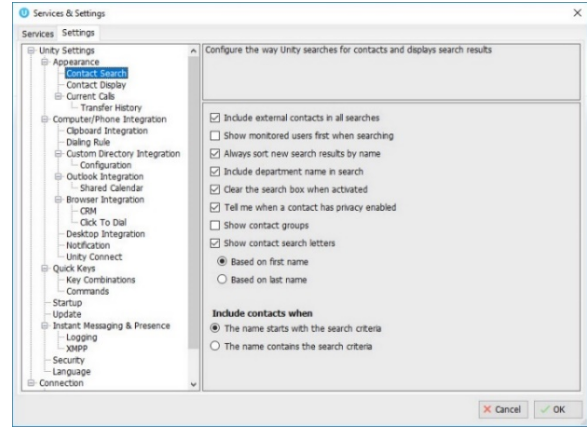 Services & Settings
Services Settings
Configure the way Unity searches for contacts and displays search results
Unity Settings
Appearance
Contact Search
Contact Display
Current Calls
Transfer History
Computer/Phone Integration
Clipboard Integration
Dialing Rule
Custom Directory Integration
Configuration
Outlook Integration
Shared Calendar
Browser Integration
CRM
Click To Dial
Desktop Integration
Notification
Unity Connect
Quick Keys
Key Combinations
Commands
Startup
Update
Instant Messaging & Presence
Logging
XMPP
Security
Language
Connection
Include external contacts in all searches
Show monitored users first when searching
Always sort new search results by name
Include department name in search
Clear the search box when activated
Tell me when a contact has privacy enabled
Show contact groups
Show contact search letters
Based on first name
Based on last name
Include contacts when
The name starts with the search criteria
The name contains the search criteria
Cancel OK